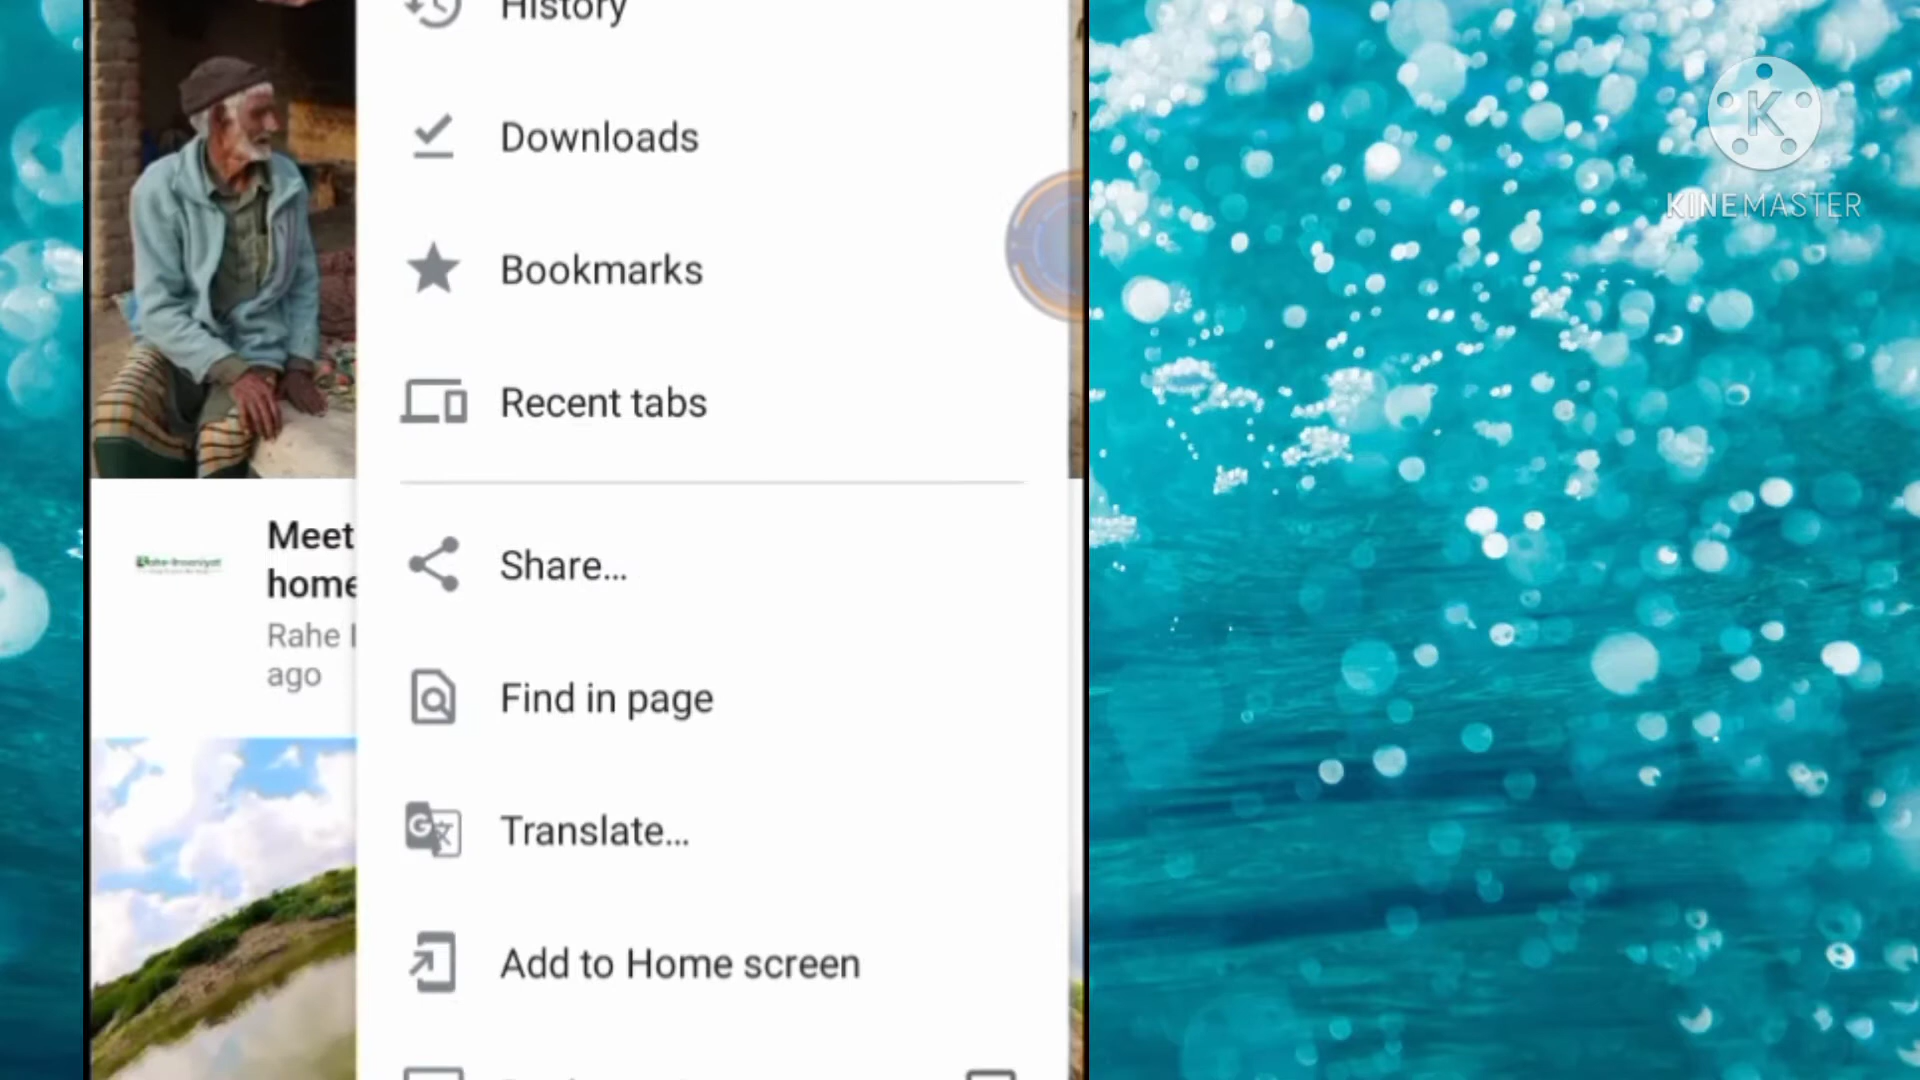 History
Downloads
Bookmarks
Recent tabs
Share...
Find in page
Translate...
Add to Home screen
Meet
home
Rahe
ago
K
KINEMASTER